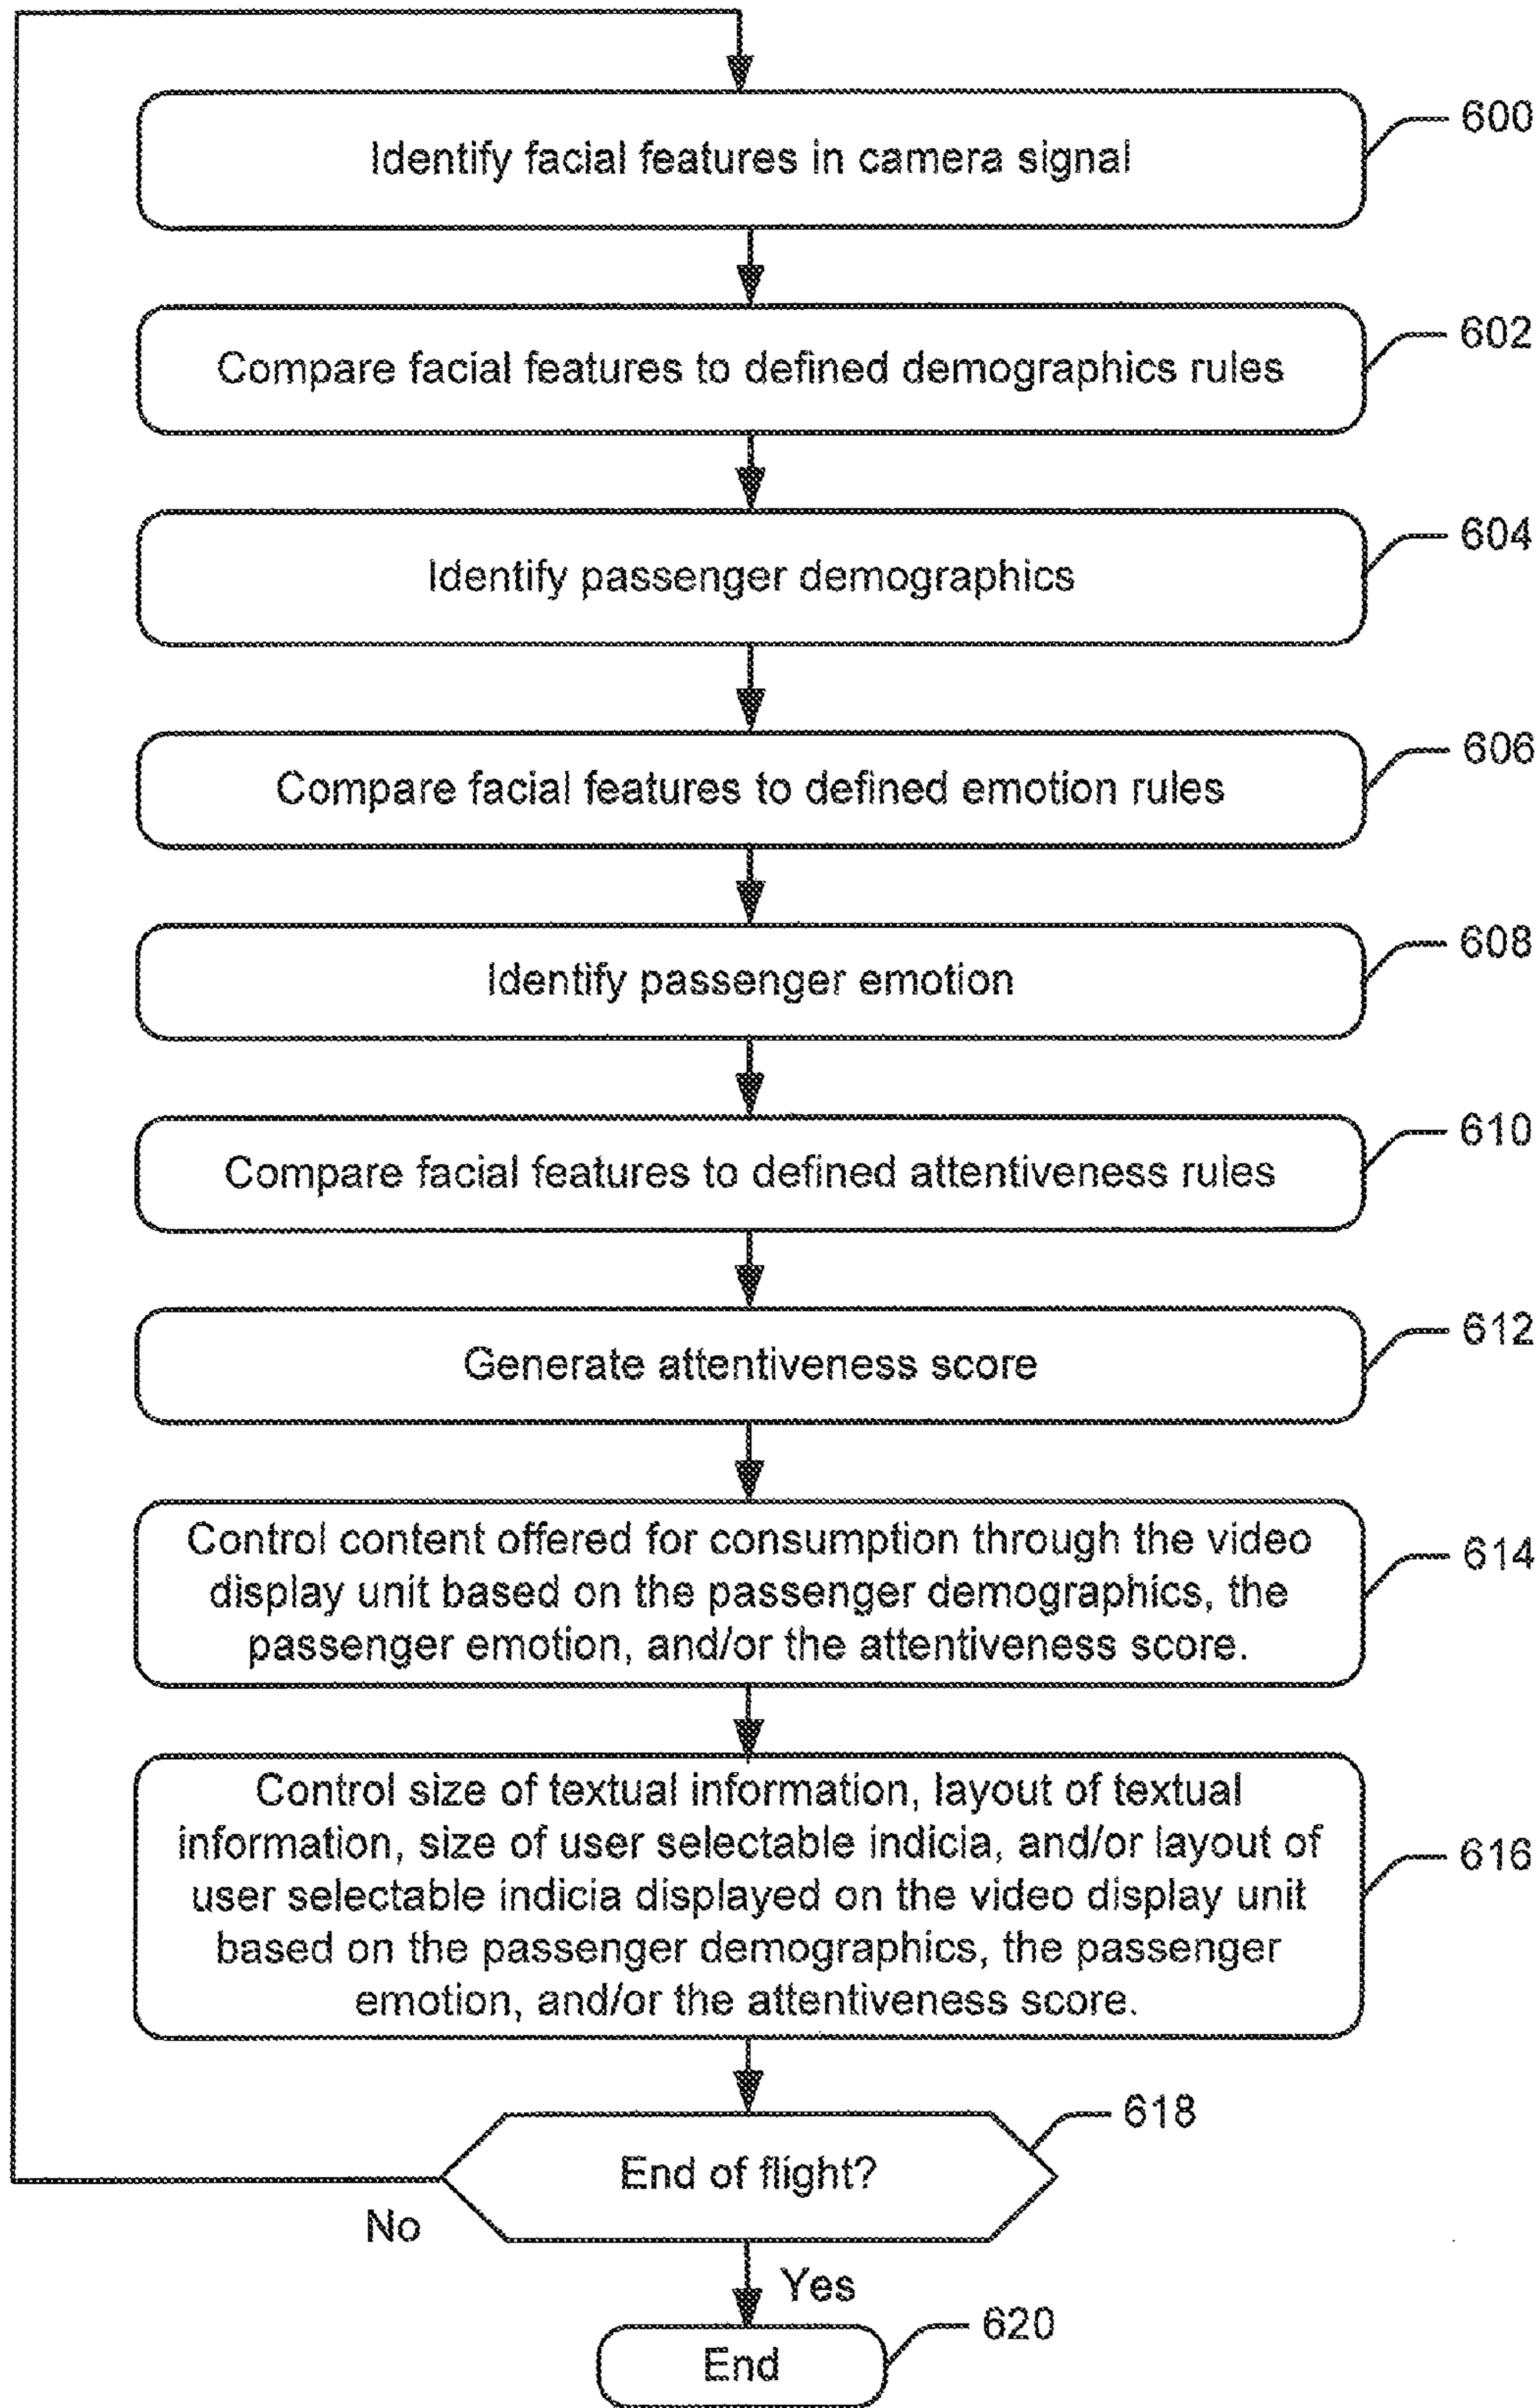 600
Identify facial features in camera signal
602
Compare facial features to defined demographics rules
604
Identify passenger demographics
606
Compare facial features to defined emotion rules
608
Identify passenger emotion
610
Compare facial features to defined attentiveness rules
612
Generate attentiveness score
Control content offered for consumption through the video
614
display unit based on the passenger demographics, the
passenger emotion, and/or the attentiveness score.
Control size of textual information, layout of textual
information, size of user selectable indicia, and/or layout of
616
user selectable indicia displayed on the video display unit
based on the passenger demographics, the passenger
emotion, and/or the attentiveness score.
618
End of flight?
No
Yes
620
End